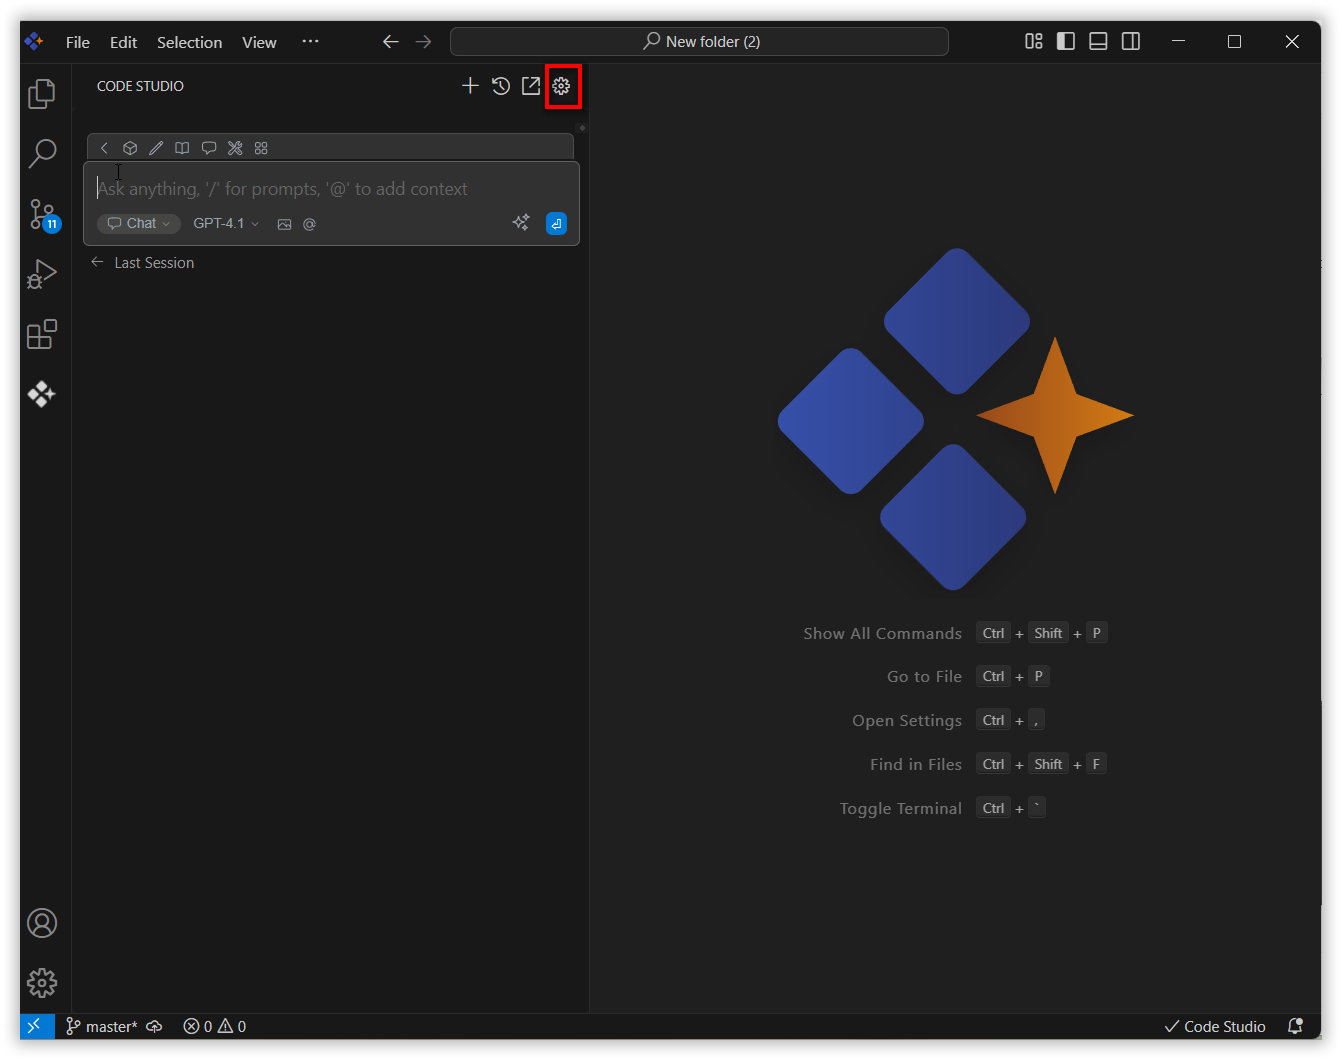 File Edit Selection View ··· New folder (2)
CODE STUDIO
Ask anything, '/' for prompts, '@' to add context
Chat GPT-4.1 @
11
Last Session
Show All Commands Ctrl + Shift + P
Go to File Ctrl + P
Open Settings Ctrl + ,
Find in Files Ctrl + Shift + F
Toggle Terminal Ctrl + `
master* 0 0 Code Studio